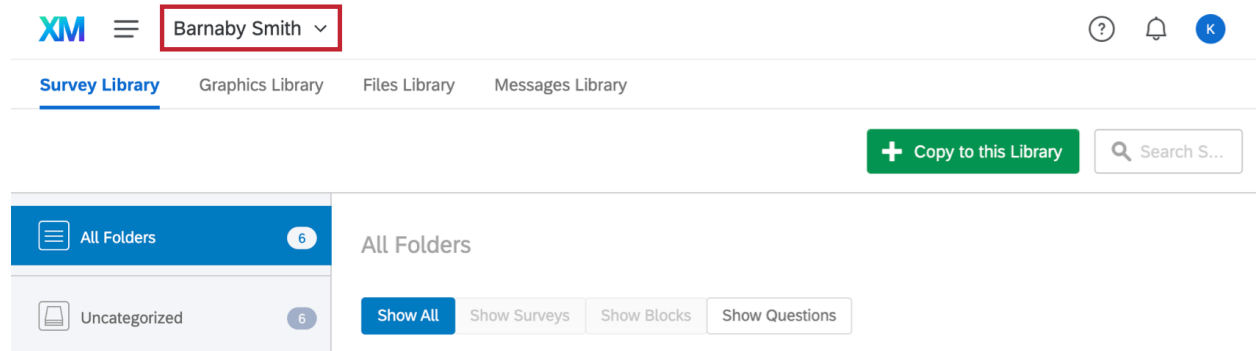 XM Barnaby Smith ? K
Survey Library Graphics Library Files Library Messages Library
Copy to this Library Search S...
All Folders 6 All Folders
Uncategorized 6 Show All Show Surveys Show Blocks Show Questions